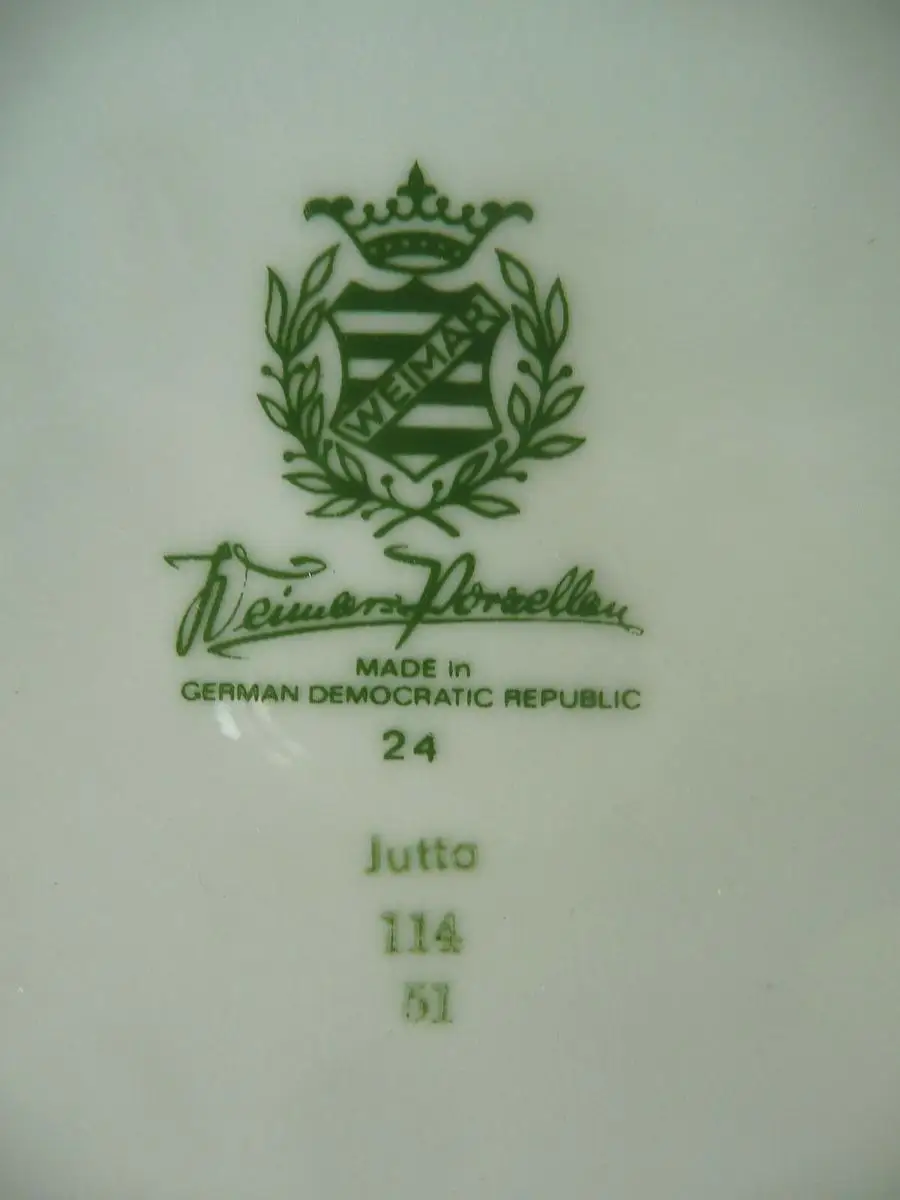 WEIMAR
Weimar Porzellan
MADE in
GERMAN DEMOCRATIC REPUBLIC
24
Jutta
114
51